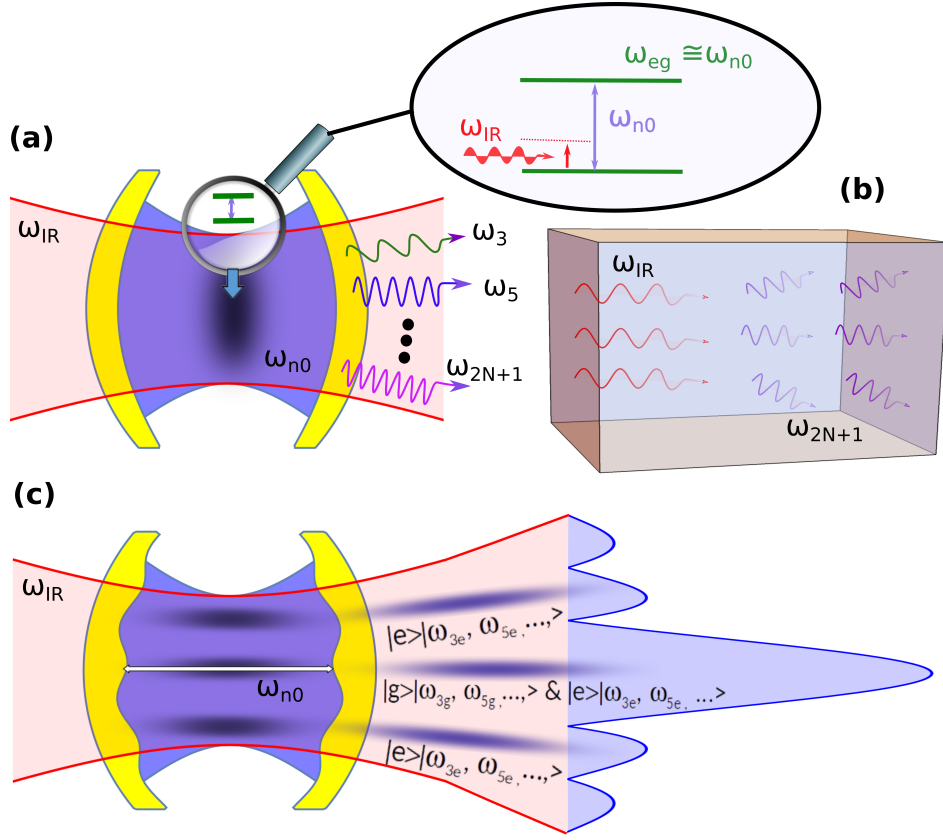 ω_eg ≅ω_n0
ω_n0
ω_IR
(a)
(b)
ω_IR
ω_3
ω_5
ω_n0
ω_2N+1
ω_IR
ω_2N+1
(c)
ω_IR
|e>|ω_3e, ω_5e,...,>
ω_n0
|g>|ω_3g, ω_5g,...,> & |e>|ω_3e, ω_5e, ...>
|e>|ω_3e, ω_5e,...,>